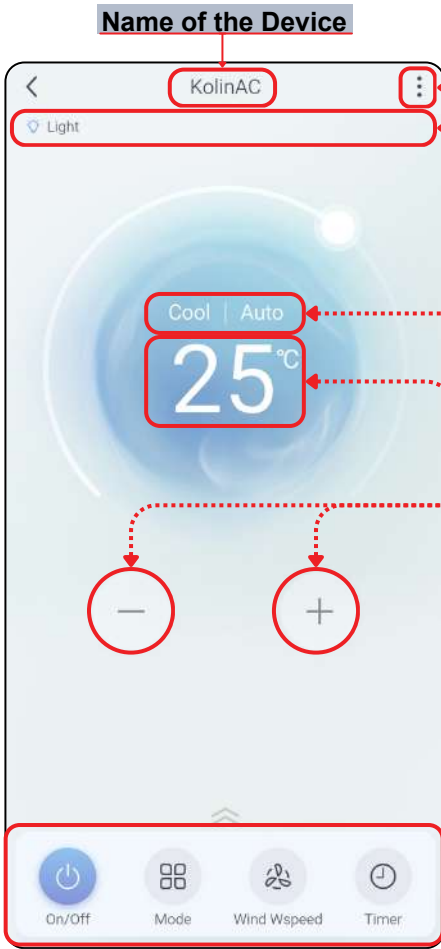 Name of the Device
KolinAC
Light
Cool | Auto
25°C
On/Off Mode Wind Wspeed Timer